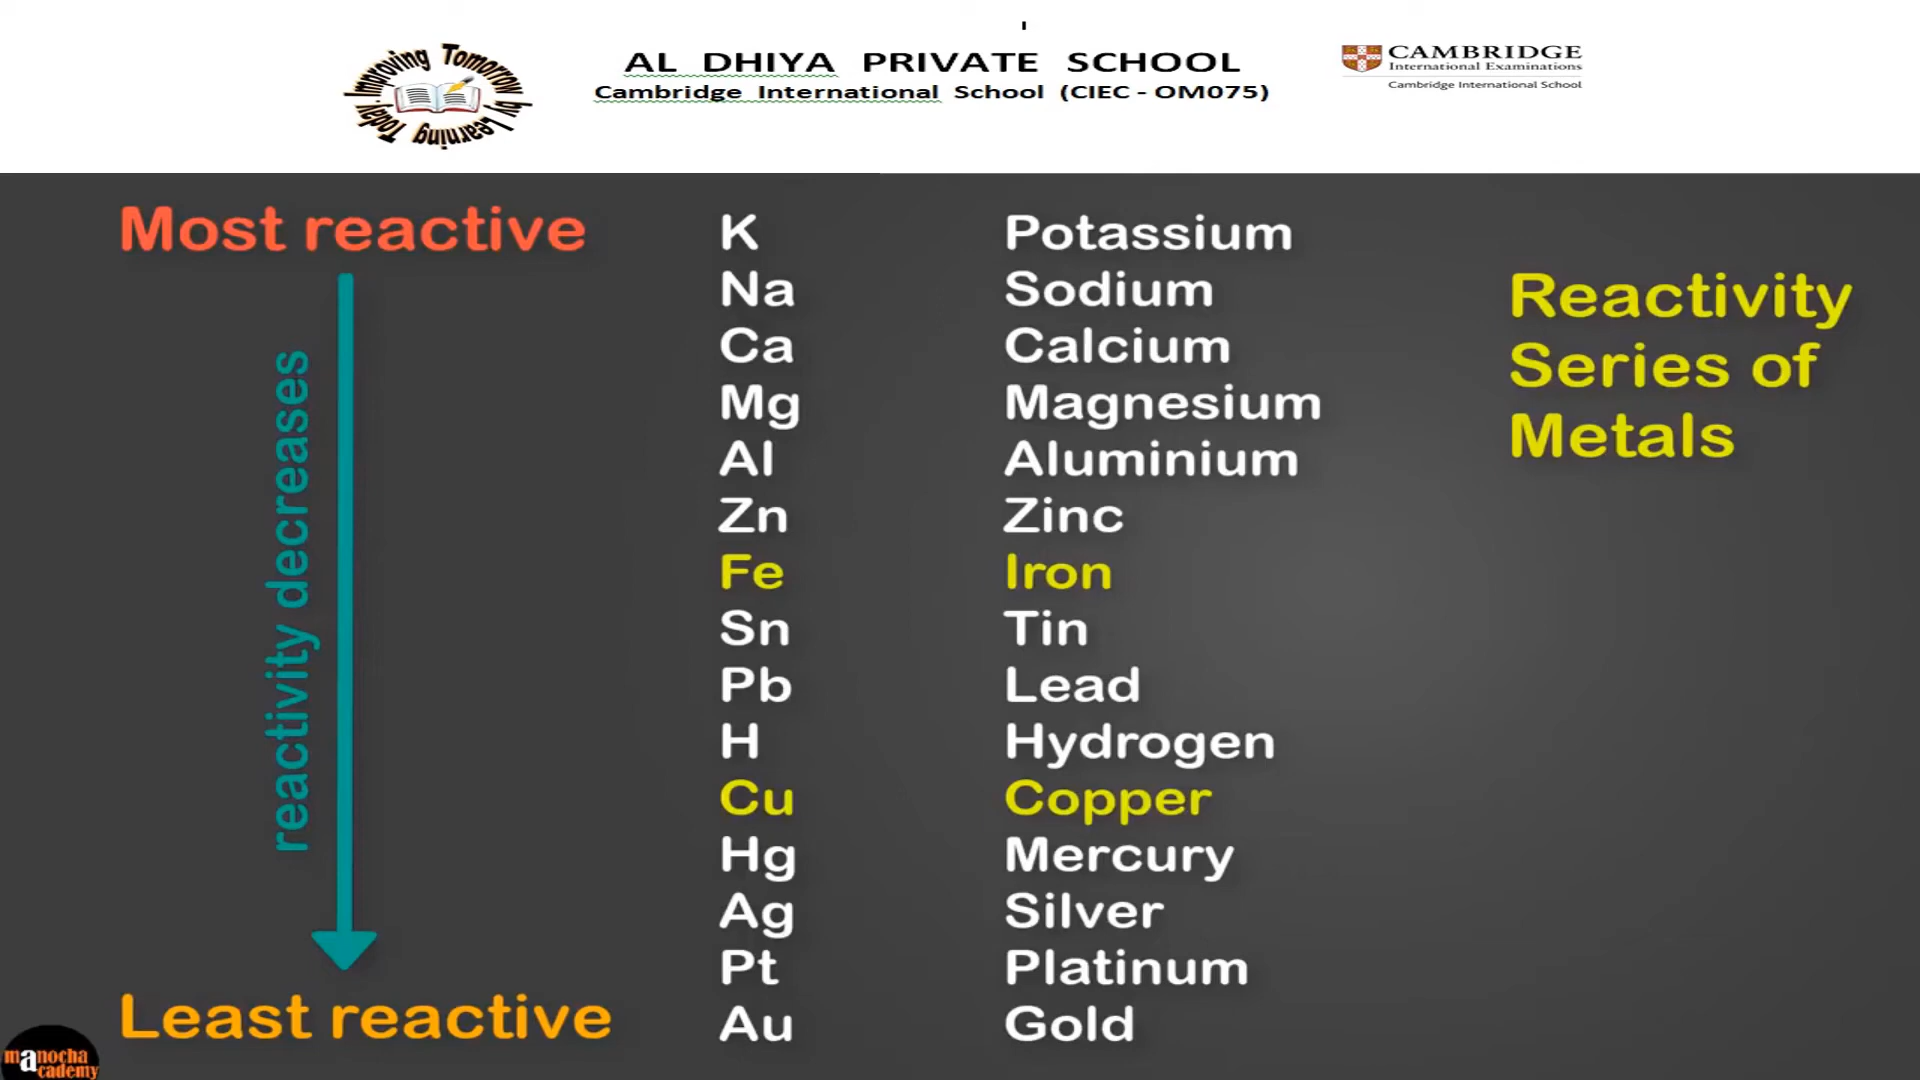 Improving Tomorrow by Learning Today.
AL DHIYA PRIVATE SCHOOL
Cambridge International School (CIEC - OM075)
CAMBRIDGE
International Examinations
Cambridge International School
Most reactive
reactivity decreases
Least reactive
K Potassium
Na Sodium
Ca Calcium
Mg Magnesium
Al Aluminium
Zn Zinc
Fe Iron
Sn Tin
Pb Lead
H Hydrogen
Cu Copper
Hg Mercury
Ag Silver
Pt Platinum
Au Gold
Reactivity
Series of
Metals
manocha
academy